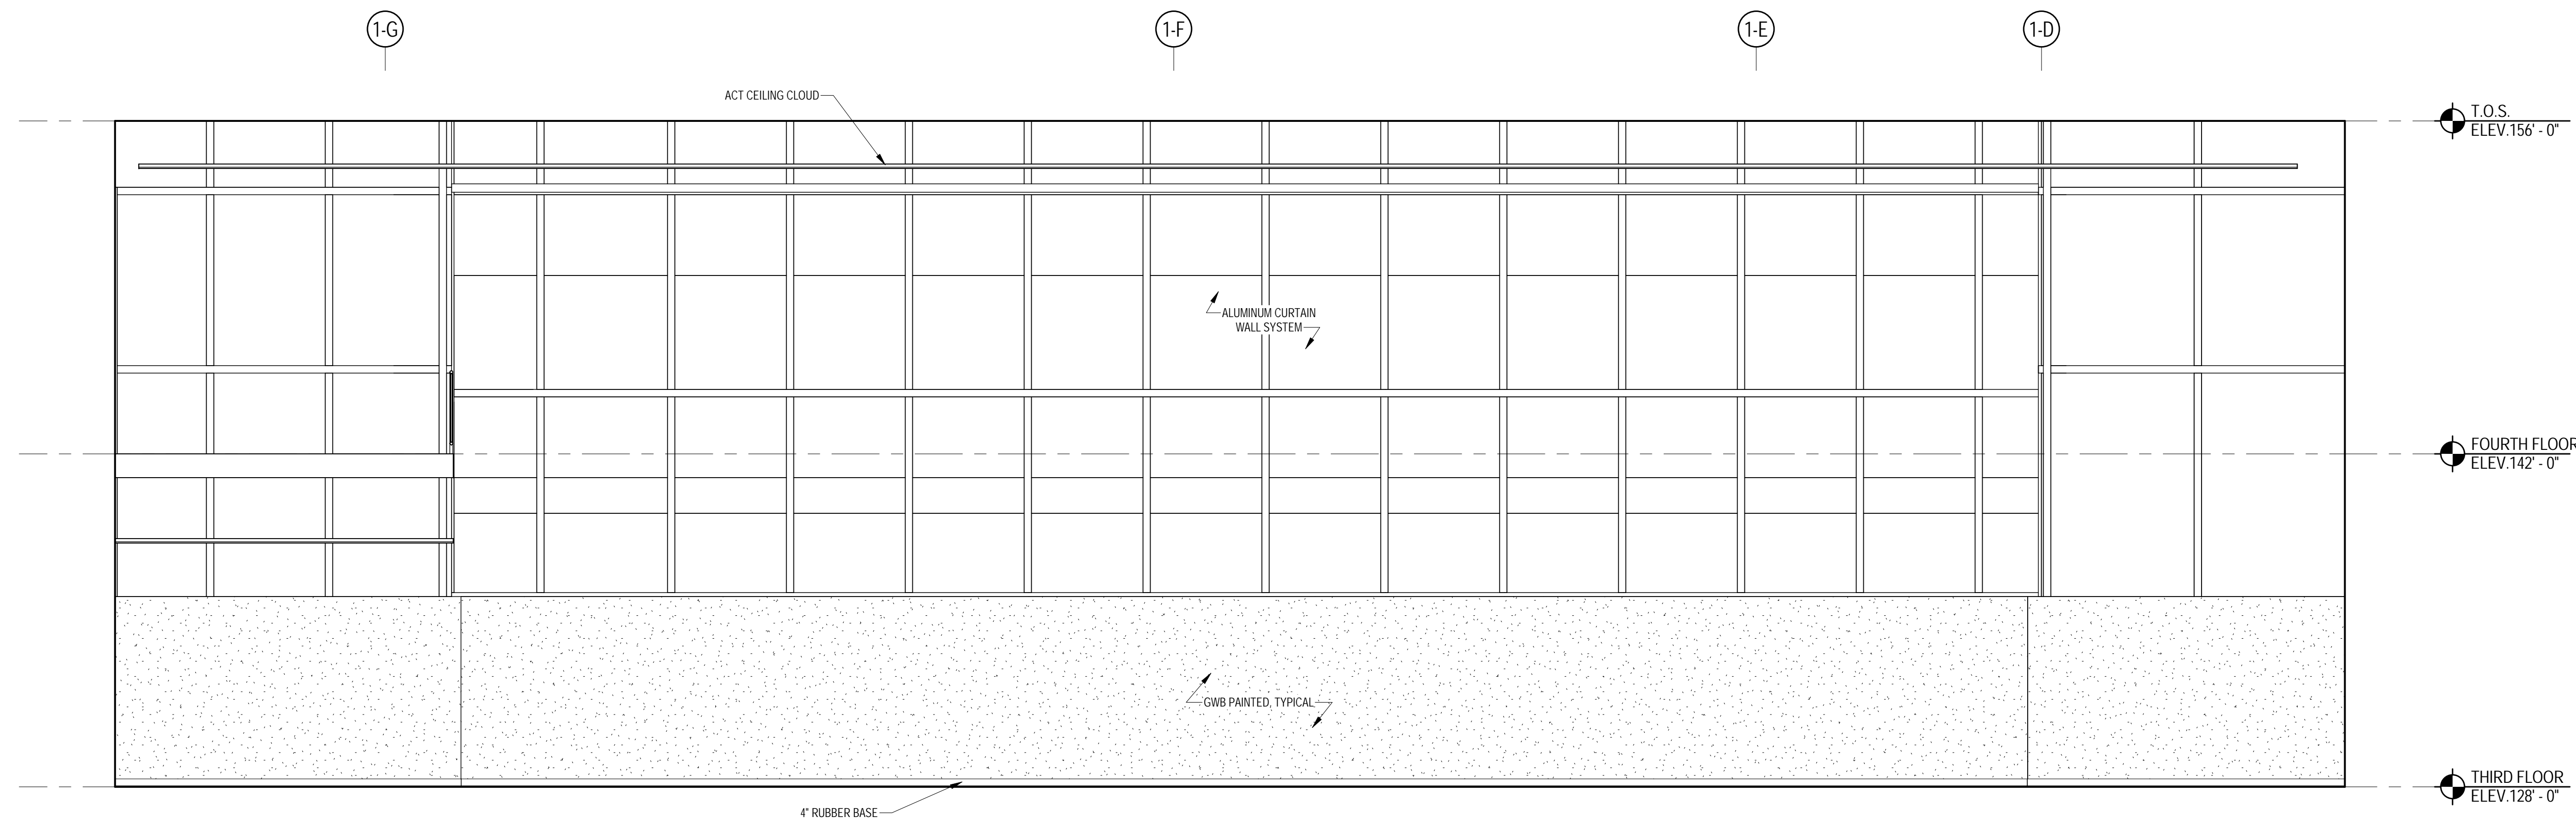 1-G
1-F
1-E
1-D
ACT CEILING CLOUD
T.O.S.
ELEV.156' - 0"
ALUMINUM CURTAIN
WALL SYSTEM
FOURTH FLOOR
ELEV.142' - 0"
GWB PAINTED, TYPICAL
THIRD FLOOR
ELEV.128' - 0"
4" RUBBER BASE